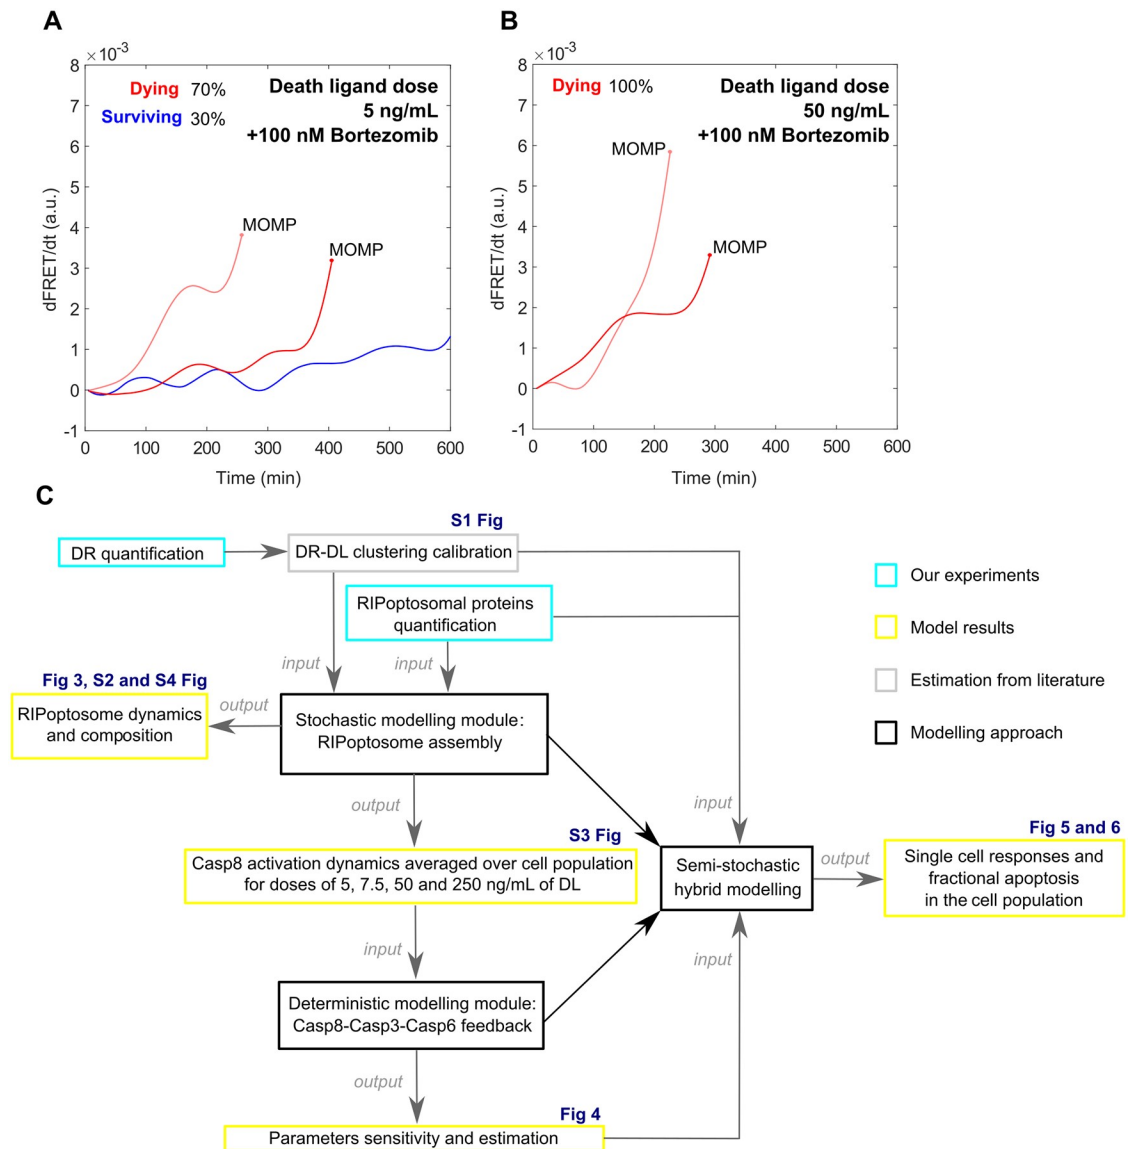 A
×10⁻³
8
7
6
5
4
3
2
1
0
-1
dFRET/dt (a.u.)
Dying 70%
Surviving 30%
Death ligand dose
5 ng/mL
+100 nM Bortezomib
MOMP
MOMP
0 100 200 300 400 500 600
Time (min)
B
×10⁻³
8
7
6
5
4
3
2
1
0
-1
dFRET/dt (a.u.)
Dying 100%
Death ligand dose
50 ng/mL
+100 nM Bortezomib
MOMP
MOMP
0 100 200 300 400 500 600
Time (min)
C
S1 Fig
DR quantification
DR-DL clustering calibration
RIPoptosomal proteins
quantification
input
input
Fig 3, S2 and S4 Fig
RIPoptosome dynamics
and composition
output
Stochastic modelling module:
RIPoptosome assembly
output
S3 Fig
Casp8 activation dynamics averaged over cell population
for doses of 5, 7.5, 50 and 250 ng/mL of DL
input
Deterministic modelling module:
Casp8-Casp3-Casp6 feedback
output
Fig 4
Parameters sensitivity and estimation
input
Semi-stochastic
hybrid modelling
input
output
Fig 5 and 6
Single cell responses and
fractional apoptosis
in the cell population
Our experiments
Model results
Estimation from literature
Modelling approach